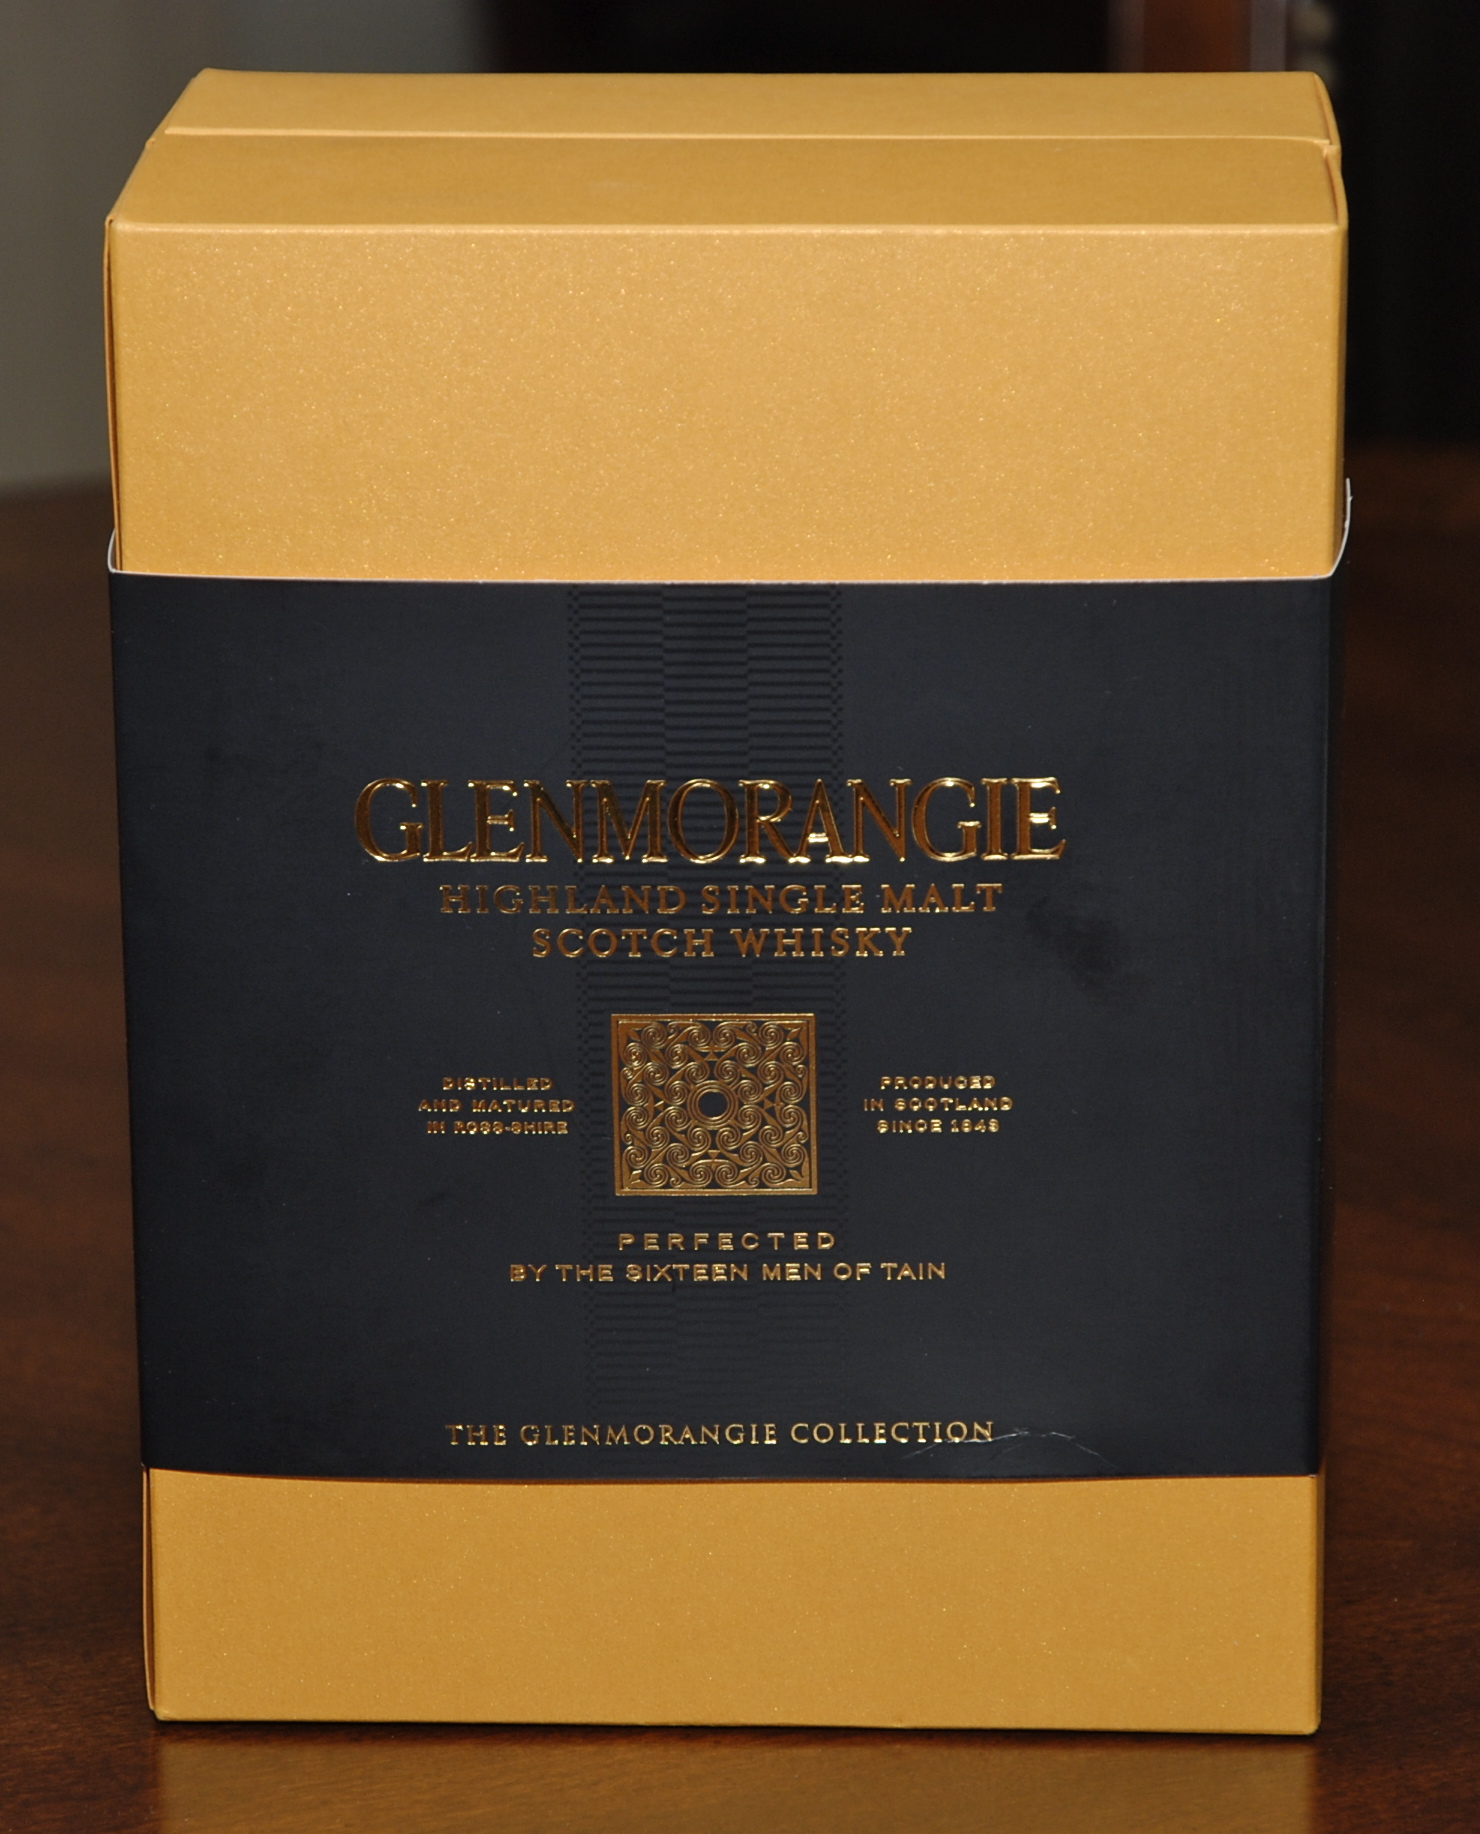 GLENMORANGIE
HIGHLAND SINGLE MALT
SCOTCH WHISKY
DISTILLED
AND MATURED
IN ROSS-SHIRE
PRODUCED
IN SCOTLAND
SINCE 1843
PERFECTED
BY THE SIXTEEN MEN OF TAIN
THE GLENMORANGIE COLLECTION